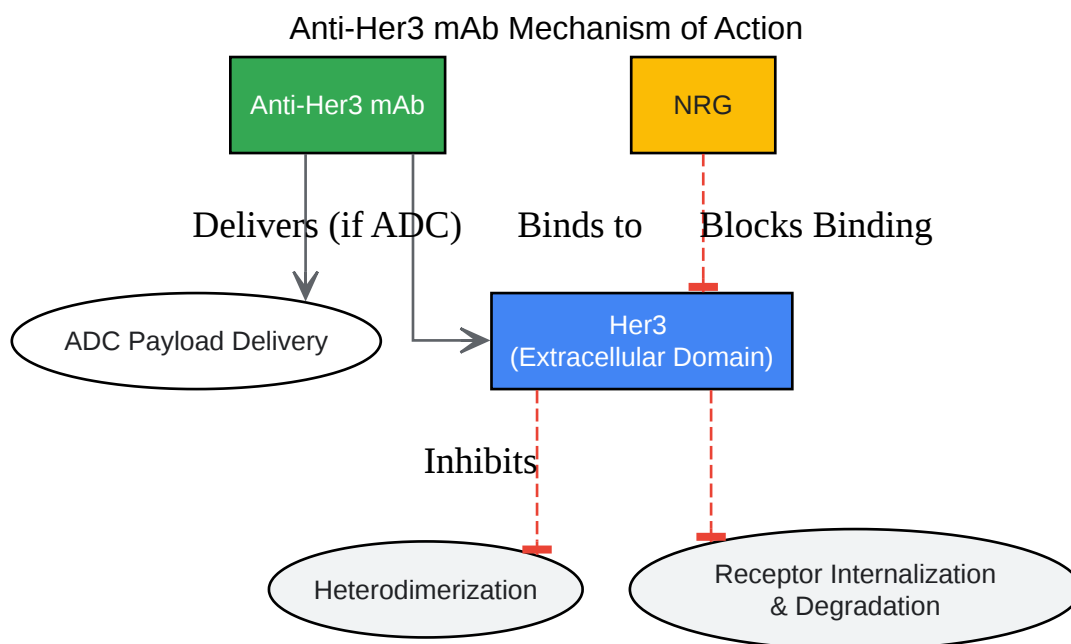 Anti-Her3 mAb Mechanism of Action
Anti-Her3 mAb
NRG
Delivers (if ADC)
Binds to
Blocks Binding
ADC Payload Delivery
Her3
(Extracellular Domain)
Inhibits
Heterodimerization
Receptor Internalization
& Degradation